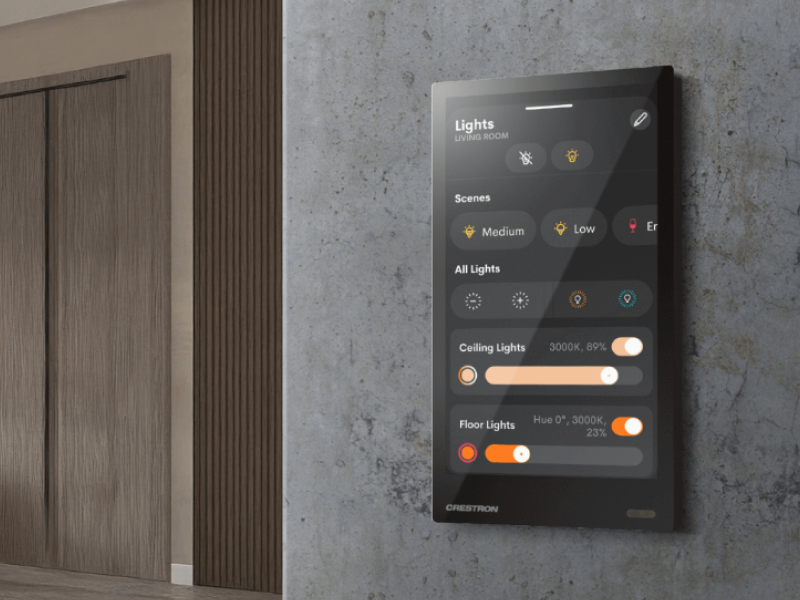 Lights
LIVING ROOM
Scenes
Medium
Low
En
All Lights
Ceiling Lights
3000K, 89%
Floor Lights
Hue 0°, 3000K,
23%
CRESTRON